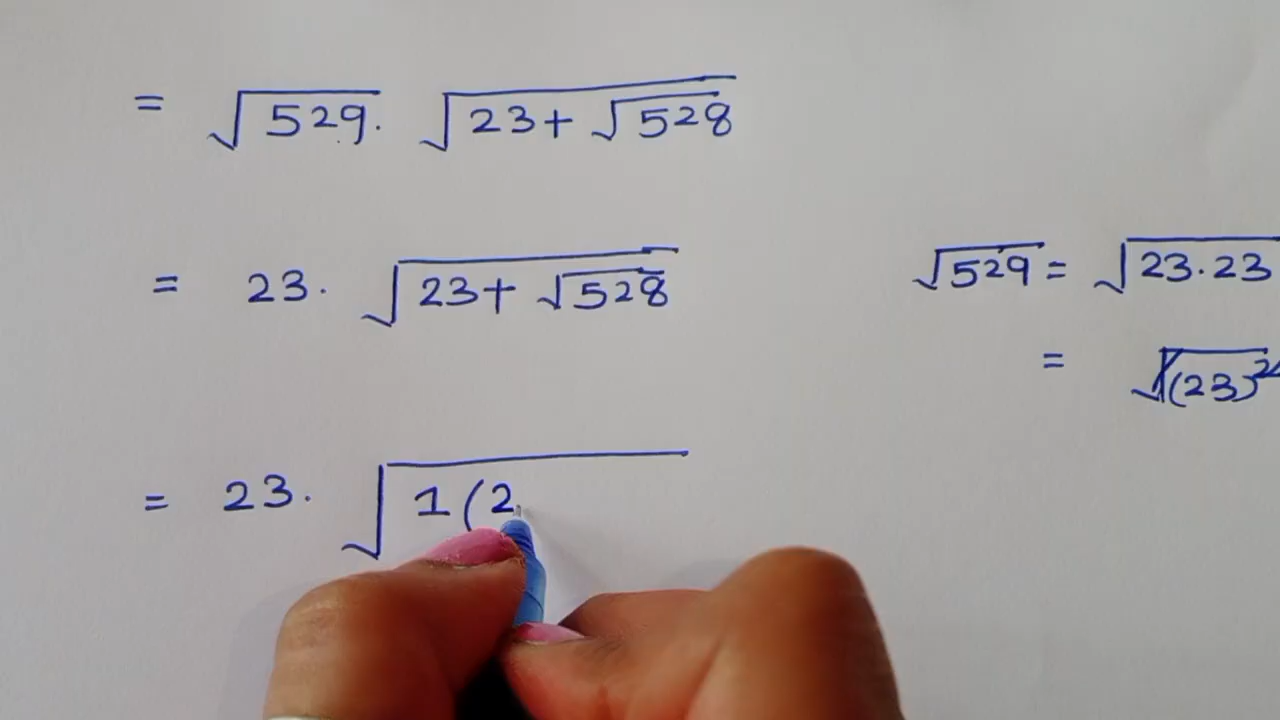 = √529. √(23+√528)
= 23. √(23+√528)
√529 = √23.23
= √(23)²
= 23. √1(2